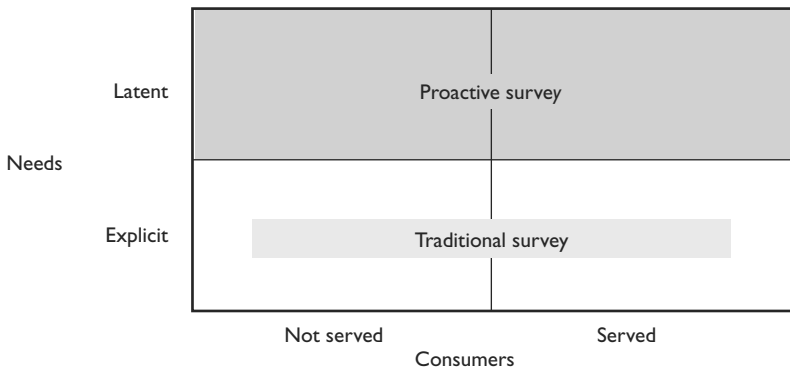 Latent
Proactive survey
Needs
Explicit
Traditional survey
Not served
Served
Consumers